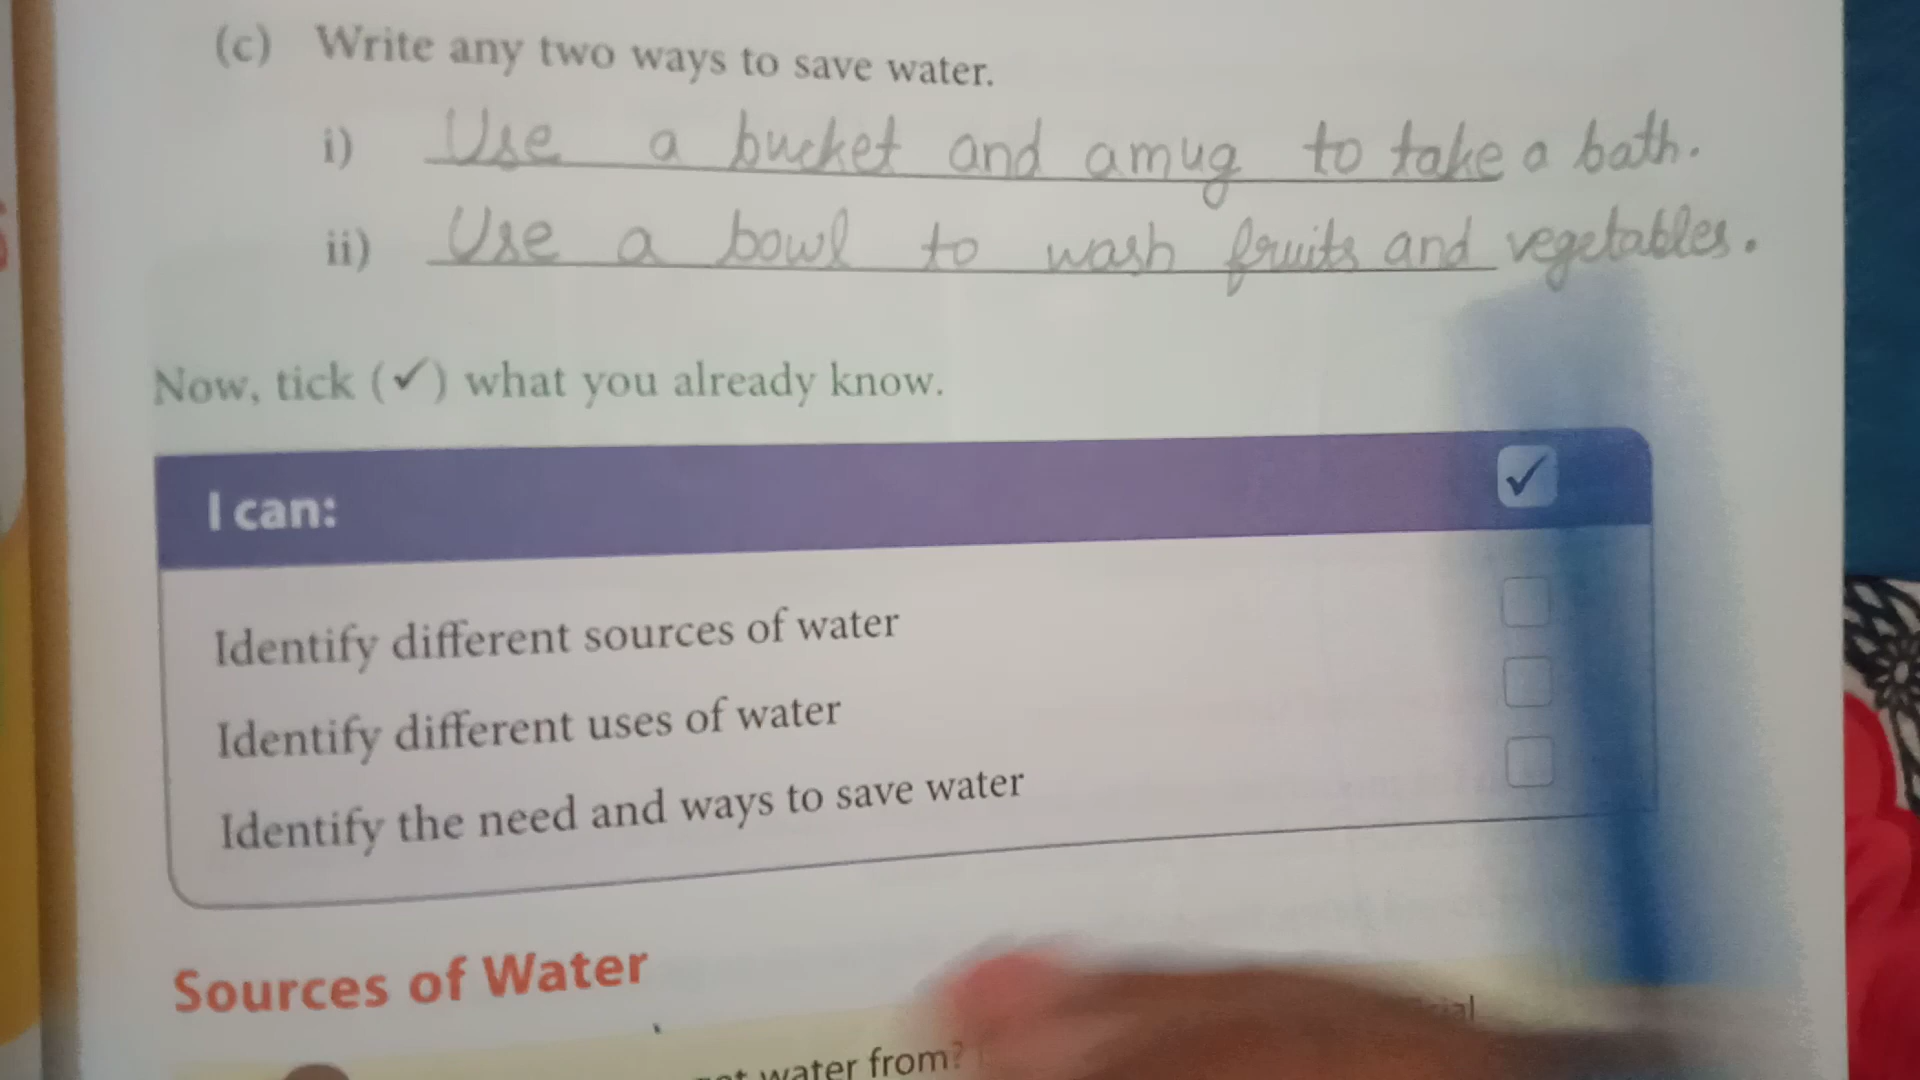 (c) Write any two ways to save water.
i) Use a bucket and amug to take a bath.
ii) Use a bowl to wash fruits and vegetables.
Now, tick (✓) what you already know.
I can: ✓
Identify different sources of water
Identify different uses of water
Identify the need and ways to save water
Sources of Water
water from?